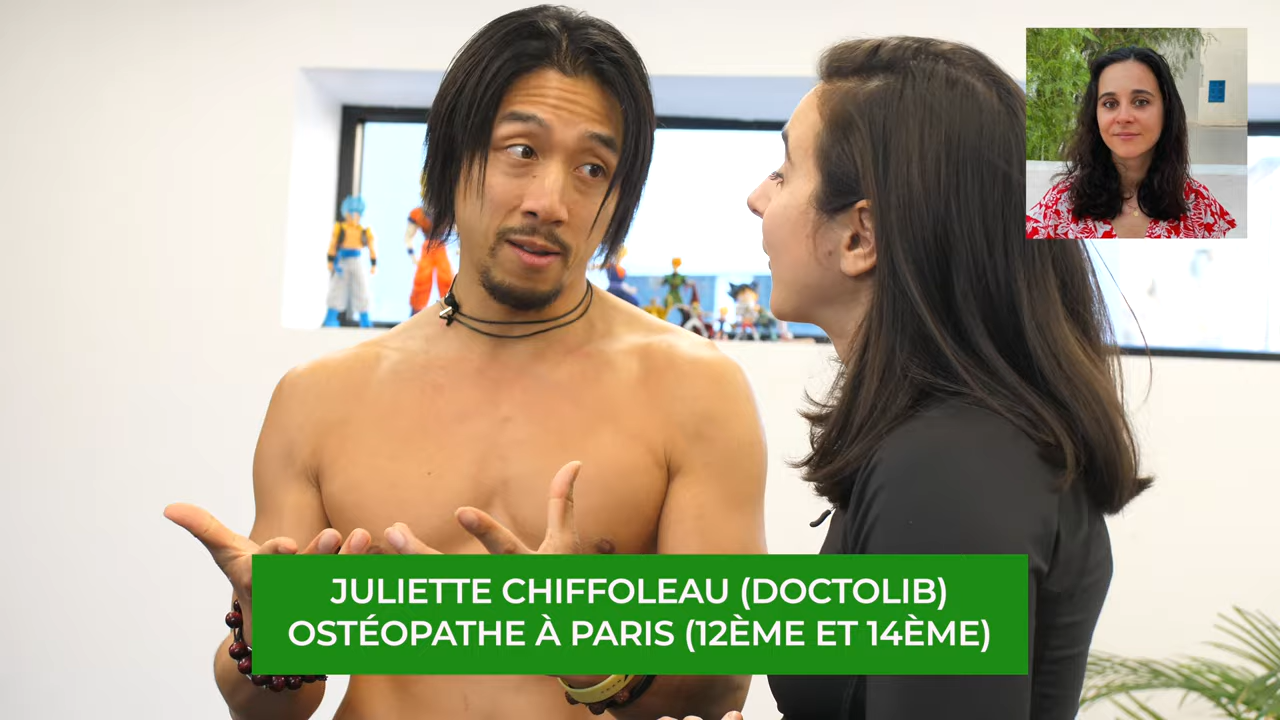 JULIETTE CHIFFOLEAU (DOCTOLIB)
OSTÉOPATHE À PARIS (12ÈME ET 14ÈME)